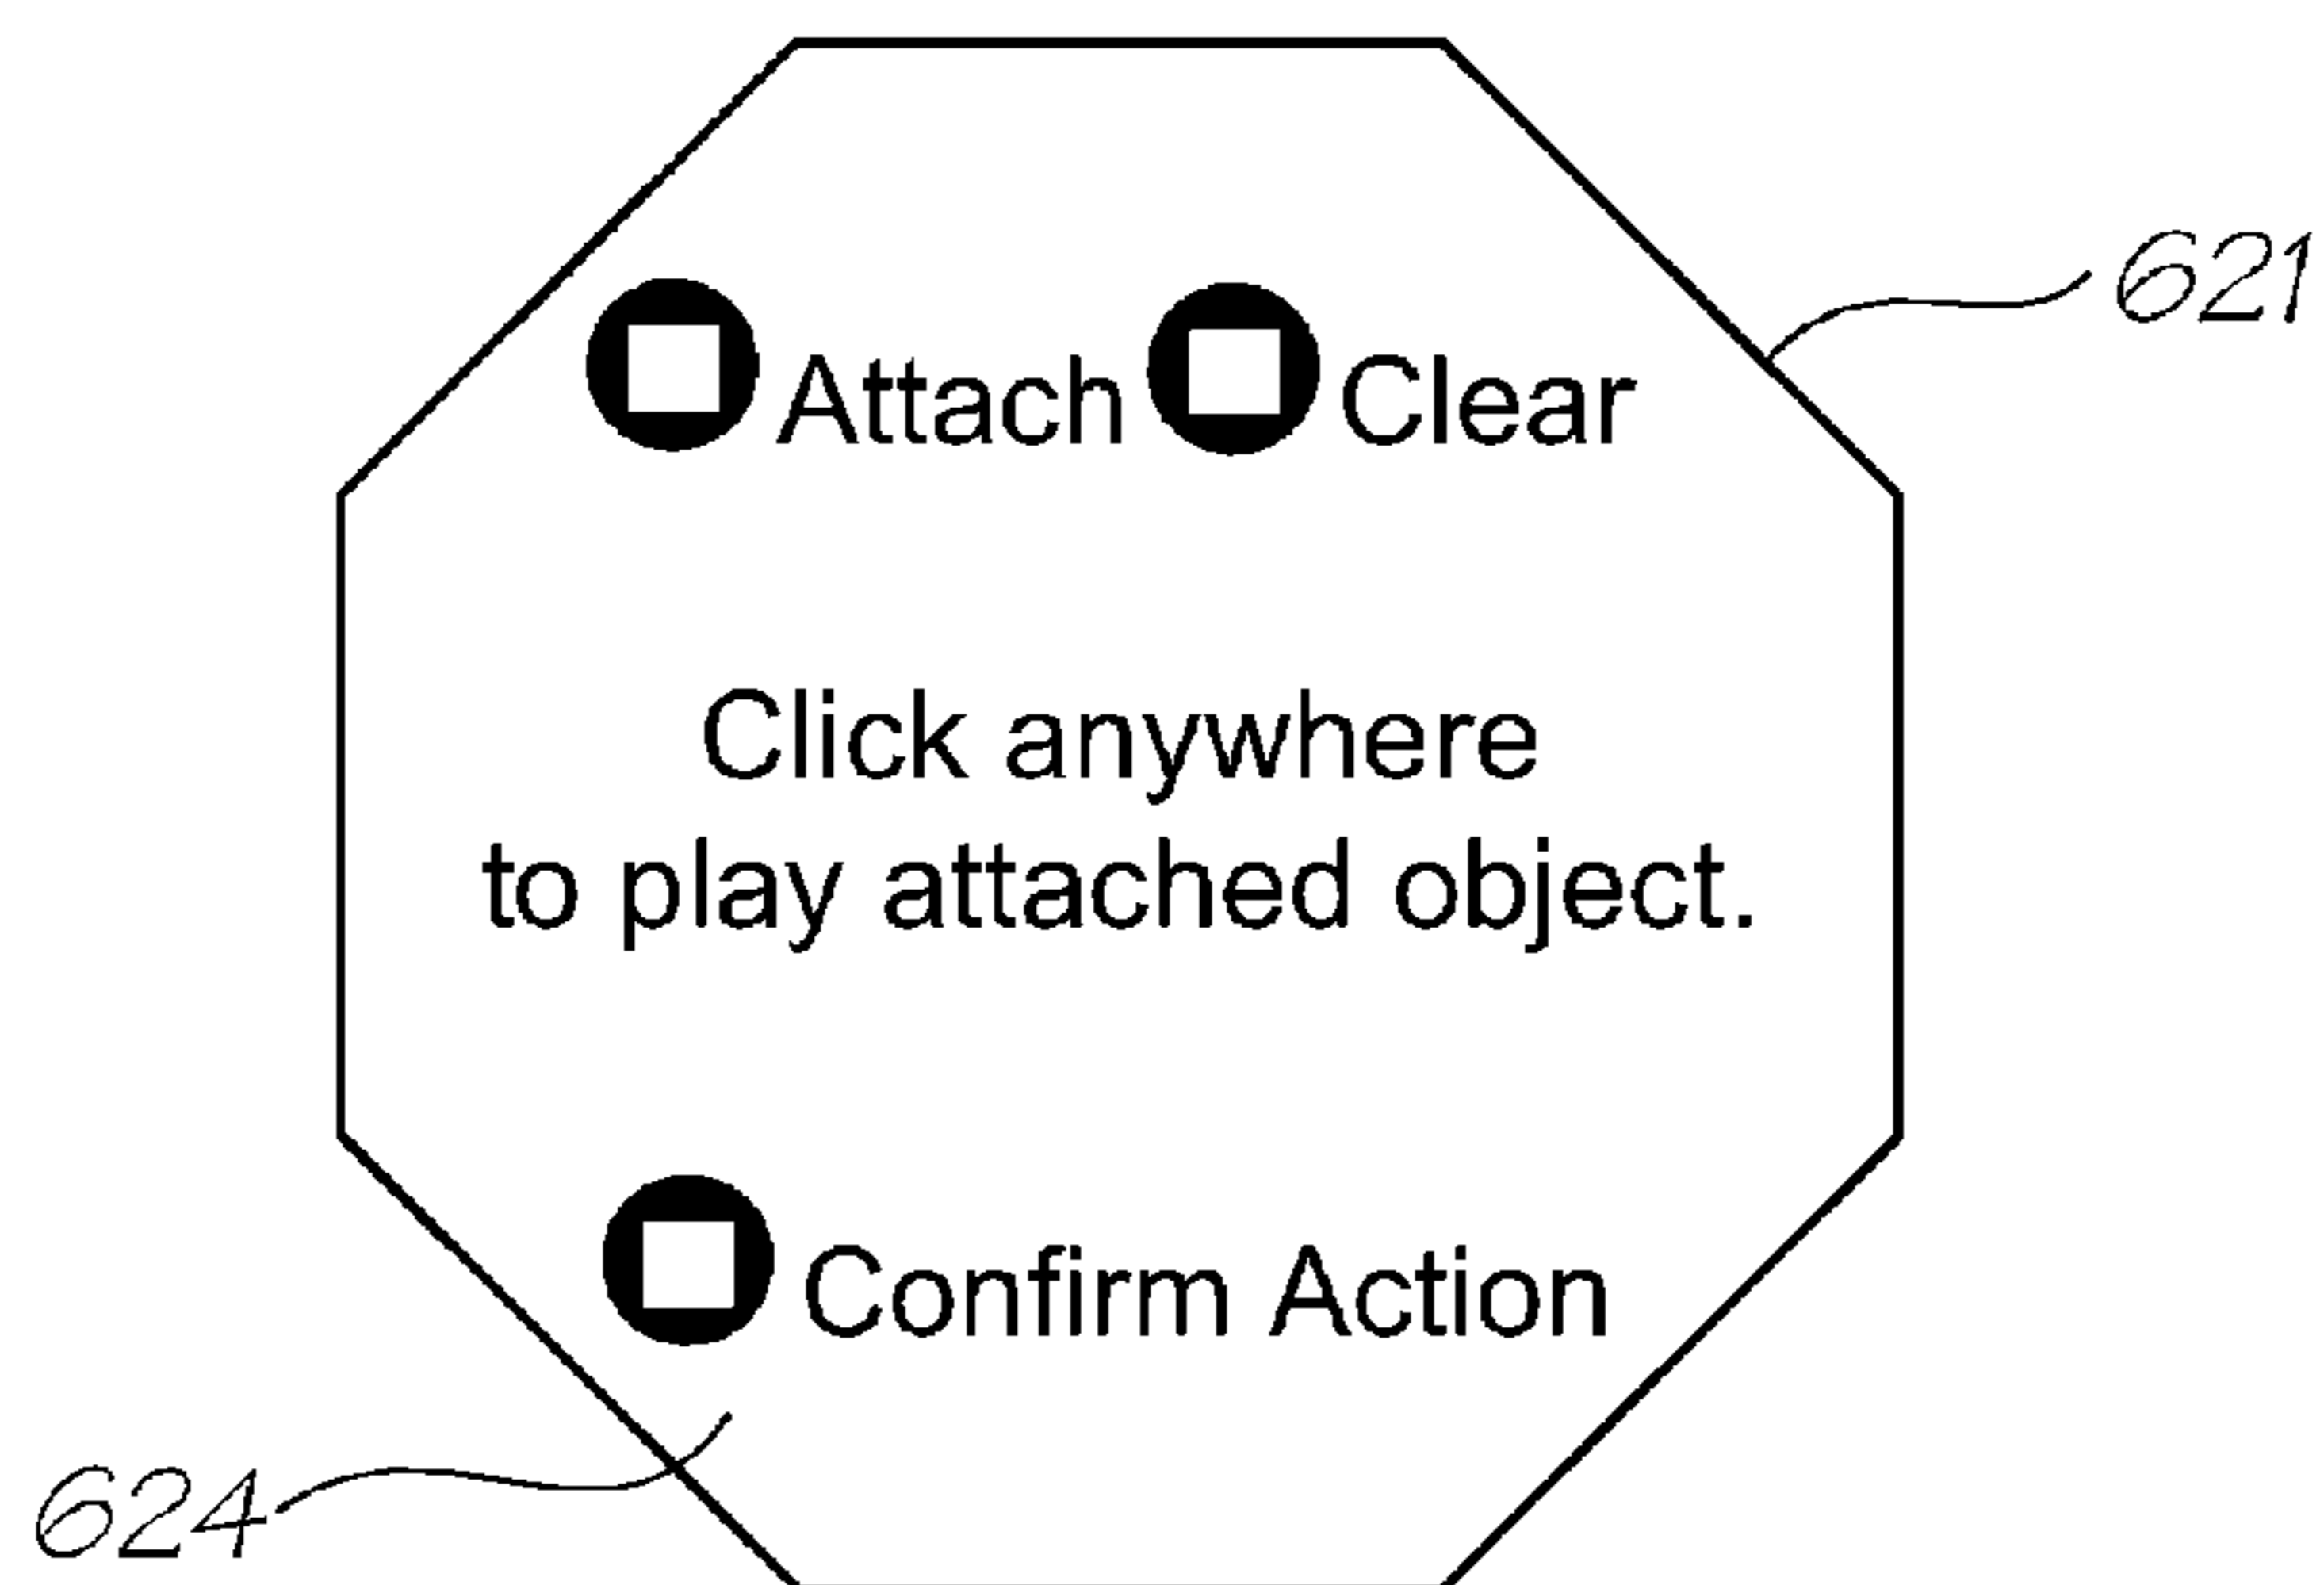 621
Attach Clear
Click anywhere
to play attached object.
Confirm Action
624